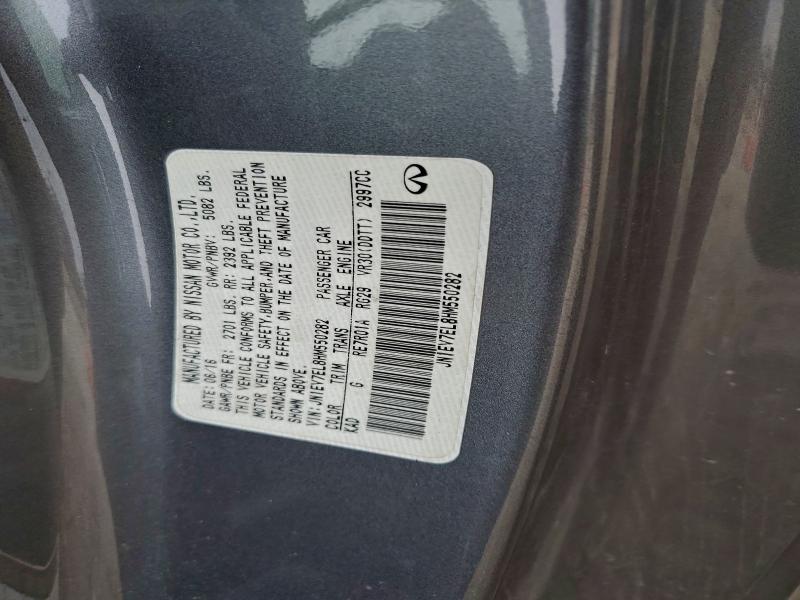 MANUFACTURED BY NISSAN MOTOR CO.,LTD.
DATE: 06/16 GVWR/PNBV: 5082 LBS.
GAWR/PNBE FR: 2701 LBS. RR: 2392 LBS.
THIS VEHICLE CONFORMS TO ALL APPLICABLE FEDERAL
MOTOR VEHICLE SAFETY,BUMPER,AND THEFT PREVENTION
STANDARDS IN EFFECT ON THE DATE OF MANUFACTURE
SHOWN ABOVE.
VIN: JN1EV7EL8HM550282 PASSENGER CAR
COLOR TRIM TRANS AXLE ENGINE
KAD G RE7R01A RG29 VR30(DDTT) 2997CC
JN1EV7EL8HM550282